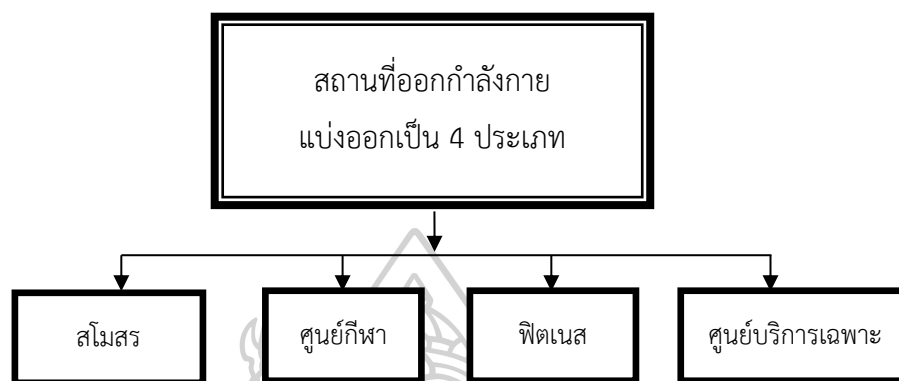 สถานที่ออกกำลังกาย
แบ่งออกเป็น 4 ประเภท
สโมสร
ศูนย์กีฬา
ฟิตเนส
ศูนย์บริการเฉพาะ